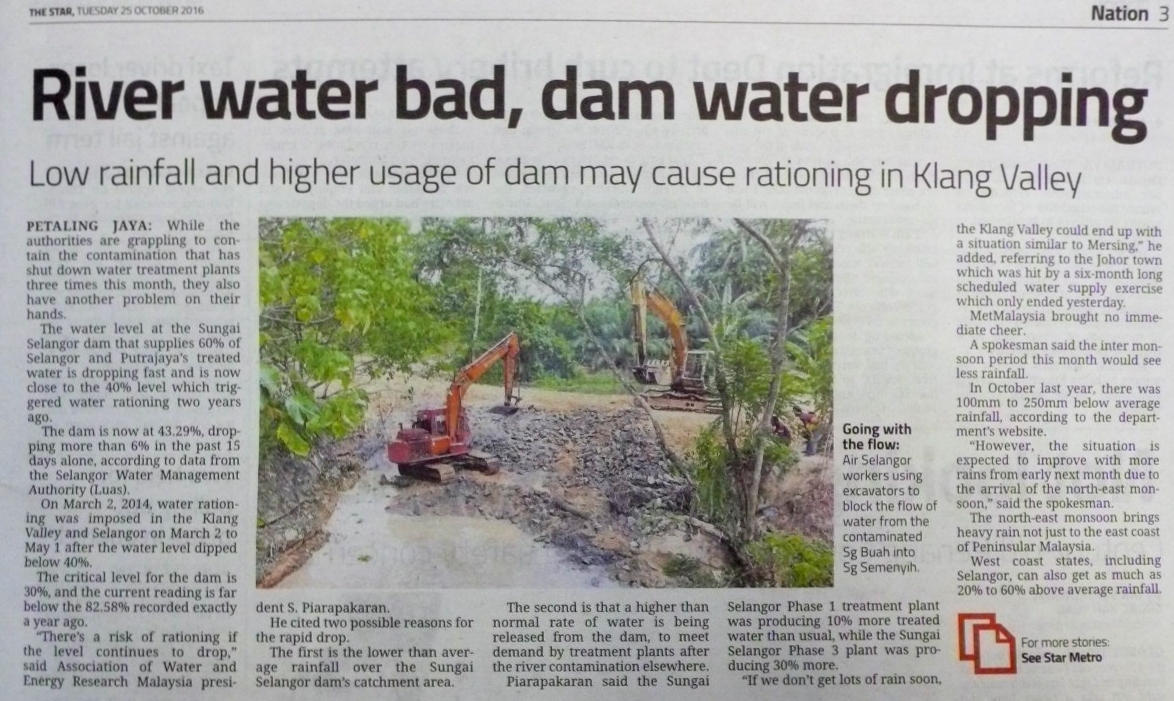 THE STAR, TUESDAY 25 OCTOBER 2016
Nation 3
River water bad, dam water dropping
Low rainfall and higher usage of dam may cause rationing in Klang Valley
PETALING JAYA: While the
authorities are grappling to con-
tain the contamination that has
shut down water treatment plants
three times this month, they also
have another problem on their
hands.
The water level at the Sungai
Selangor dam that supplies 60% of
Selangor and Putrajaya's treated
water is dropping fast and is now
close to the 40% level which trig-
gered water rationing two years
ago.
The dam is now at 43.29%, drop-
ping more than 6% in the past 15
days alone, according to data from
the Selangor Water Management
Authority (Luas).
On March 2, 2014, water ration-
ing was imposed in the Klang
Valley and Selangor on March 2 to
May 1 after the water level dipped
below 40%.
The critical level for the dam is
30%, and the current reading is far
below the 82.58% recorded exactly
a year ago.
"There's a risk of rationing if
the level continues to drop,"
said Association of Water and
Energy Research Malaysia presi-
dent S. Piarapakaran.
He cited two possible reasons for
the rapid drop.
The first is the lower than aver-
age rainfall over the Sungai
Selangor dam's catchment area.
The second is that a higher than
normal rate of water is being
released from the dam, to meet
demand by treatment plants after
the river contamination elsewhere.
Piarapakaran said the Sungai
Selangor Phase 1 treatment plant
was producing 10% more treated
water than usual, while the Sungai
Selangor Phase 3 plant was pro-
ducing 30% more.
"If we don't get lots of rain soon,
the Klang Valley could end up with
a situation similar to Mersing," he
added, referring to the Johor town
which was hit by a six-month long
scheduled water supply exercise
which only ended yesterday.
MetMalaysia brought no imme-
diate cheer.
A spokesman said the inter mon-
soon period this month would see
less rainfall.
In October last year, there was
100mm to 250mm below average
rainfall, according to the depart-
ment's website.
"However, the situation is
expected to improve with more
rains from early next month due to
the arrival of the north-east mon-
soon," said the spokesman.
The north-east monsoon brings
heavy rain not just to the east coast
of Peninsular Malaysia.
West coast states, including
Selangor, can also get as much as
20% to 60% above average rainfall.
Going with
the flow:
Air Selangor
workers using
excavators to
block the flow of
water from the
contaminated
Sg Buah into
Sg Semenyih.
For more stories:
See Star Metro